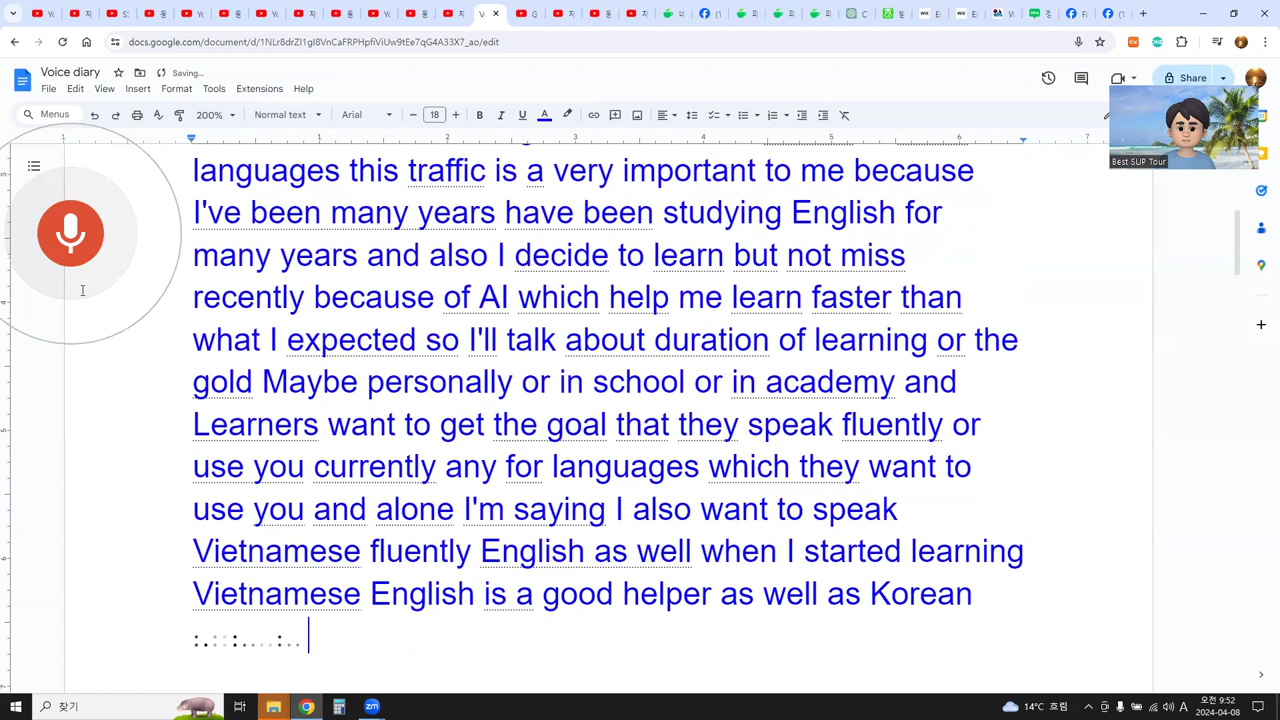 docs.google.com/document/d/1NLr8drZI1gI8VnCaFRPHpfiViUw9tEe7qG4A33X7_ao/edit
Voice diary
Saving...
File Edit View Insert Format Tools Extensions Help
Share
Menus
200%
Normal text
Arial
18
Best SUP Tour
languages this traffic is a very important to me because
I've been many years have been studying English for
many years and also I decide to learn but not miss
recently because of AI which help me learn faster than
what I expected so I'll talk about duration of learning or the
gold Maybe personally or in school or in academy and
Learners want to get the goal that they speak fluently or
use you currently any for languages which they want to
use you and alone I'm saying I also want to speak
Vietnamese fluently English as well when I started learning
Vietnamese English is a good helper as well as Korean
찾기
14°C 흐림
오전 9:52
2024-04-08